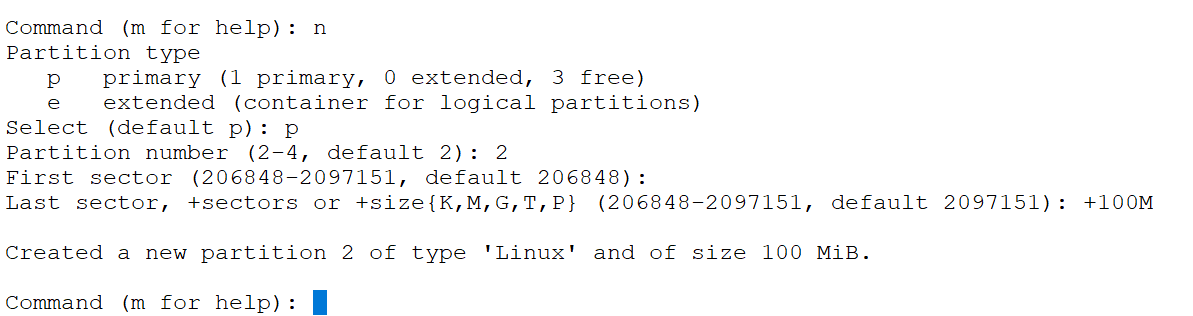 Command (m for help): n
Partition type
   p   primary (1 primary, 0 extended, 3 free)
   e   extended (container for logical partitions)
Select (default p): p
Partition number (2-4, default 2): 2
First sector (206848-2097151, default 206848):
Last sector, +sectors or +size{K,M,G,T,P} (206848-2097151, default 2097151): +100M

Created a new partition 2 of type 'Linux' and of size 100 MiB.

Command (m for help):